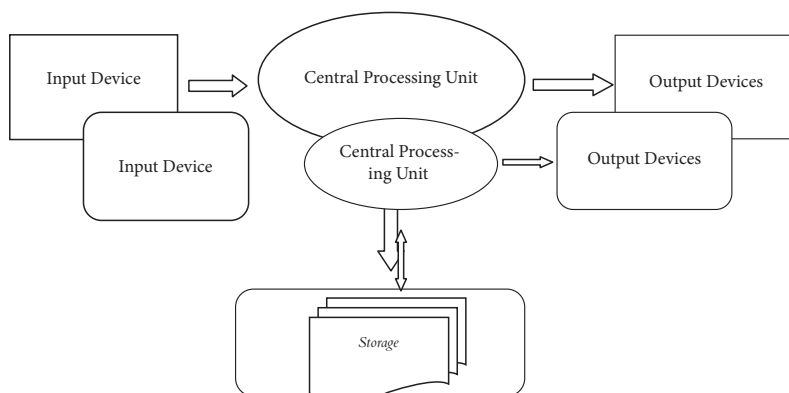 Input Device
Central Processing Unit
Output Devices
Input Device
Central Process-
ing Unit
Output Devices
Storage